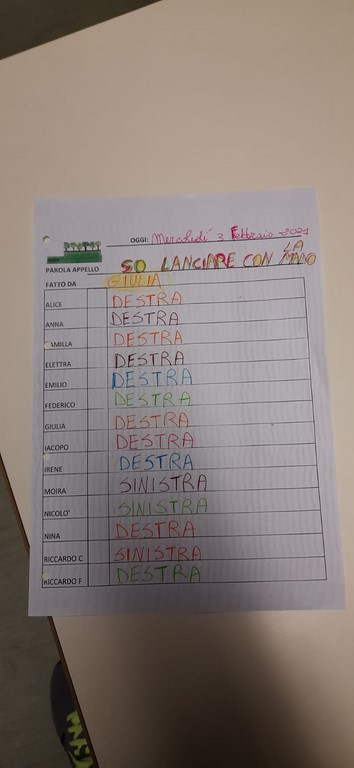 OGGI: Mercoledì 3 Febbraio 2021
PAROLA APPELLO SO LANCIARE CON LA MANO
FATTO DA GIULIA
ALICE DESTRA
ANNA DESTRA
CAMILLA DESTRA
ELETTRA DESTRA
EMILIO DESTRA
FEDERICO DESTRA
GIULIA DESTRA
IACOPO DESTRA
IRENE DESTRA
MOIRA SINISTRA
NICOLO' SINISTRA
NINA DESTRA
RICCARDO C SINISTRA
RICCARDO F DESTRA